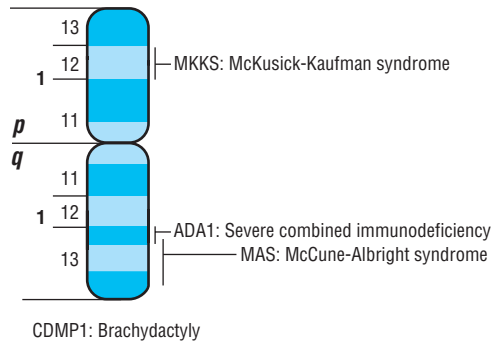 13
12
1
11
p
q
11
1
12
13
MKKS: McKusick-Kaufman syndrome
ADA1: Severe combined immunodeficiency
MAS: McCune-Albright syndrome
CDMP1: Brachydactyly